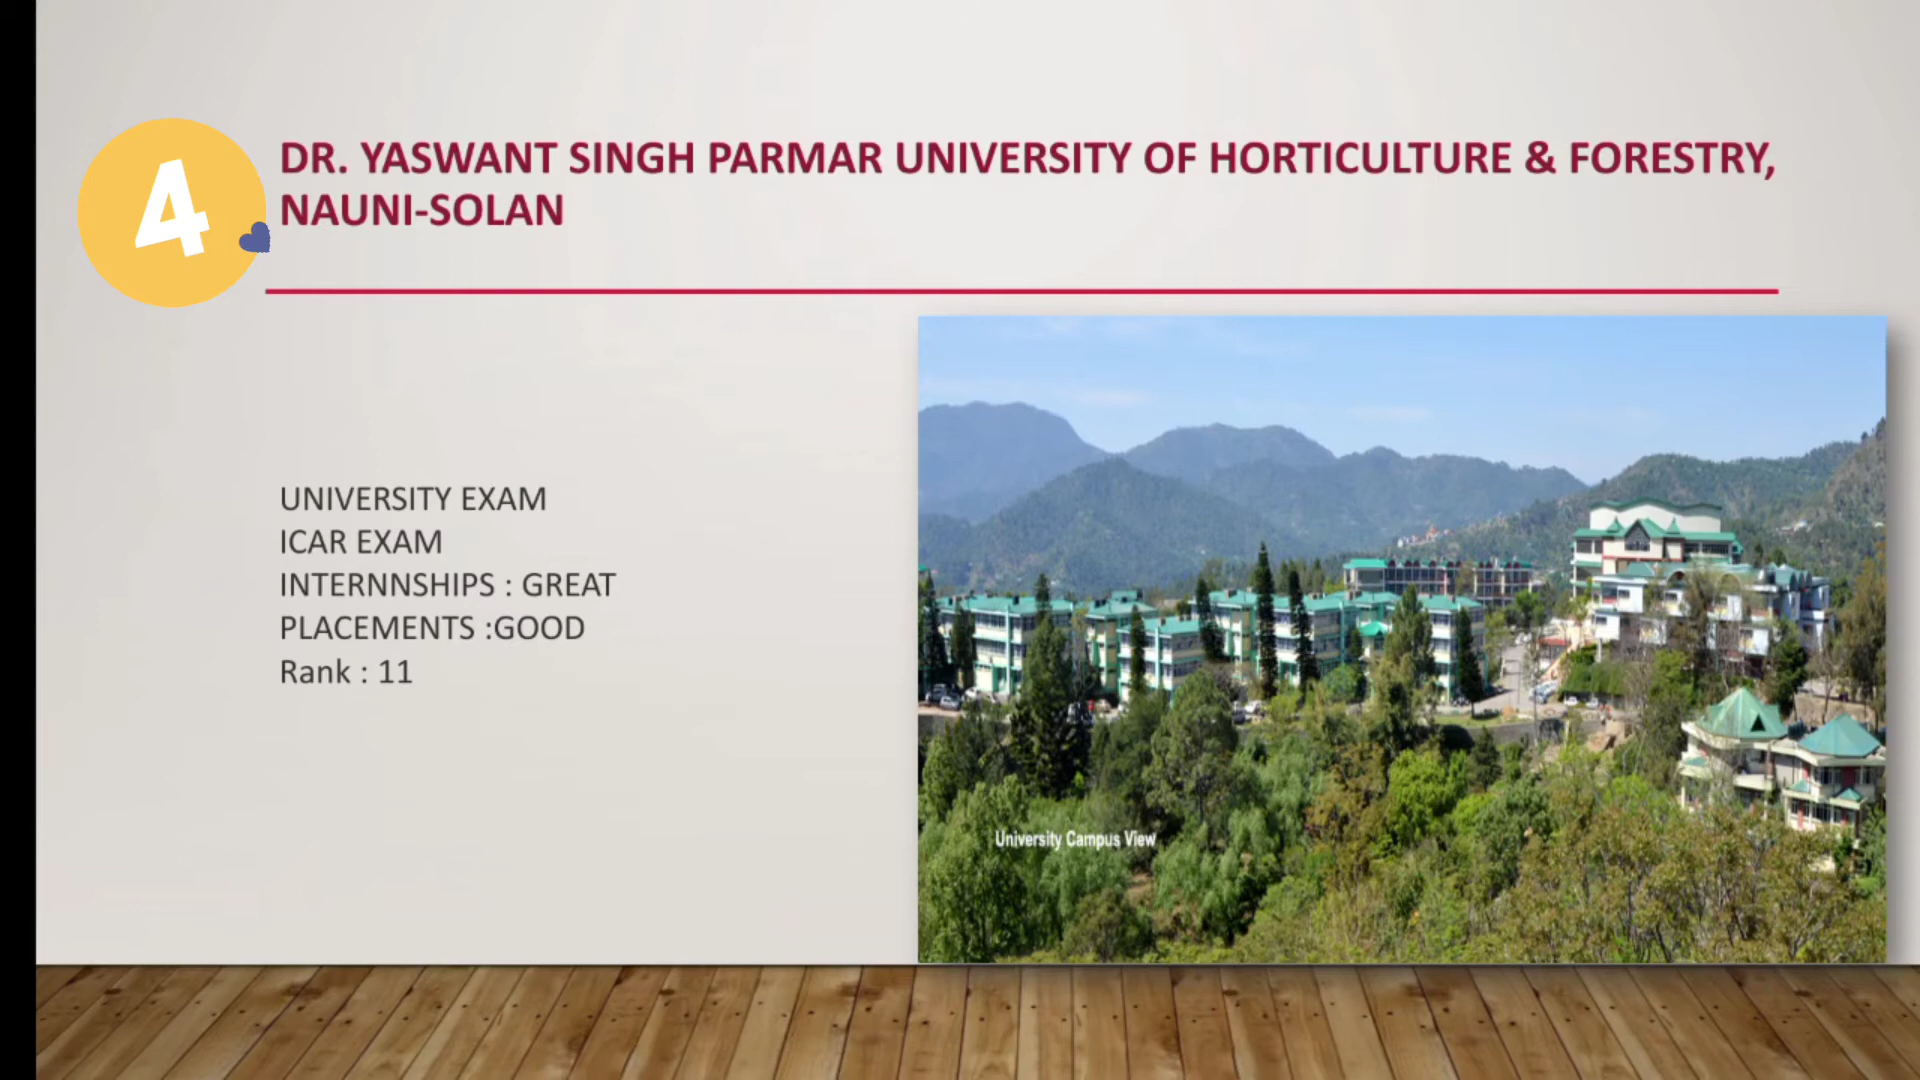 4
DR. YASWANT SINGH PARMAR UNIVERSITY OF HORTICULTURE & FORESTRY,
NAUNI-SOLAN
UNIVERSITY EXAM
ICAR EXAM
INTERNNSHIPS : GREAT
PLACEMENTS :GOOD
Rank : 11
University Campus View